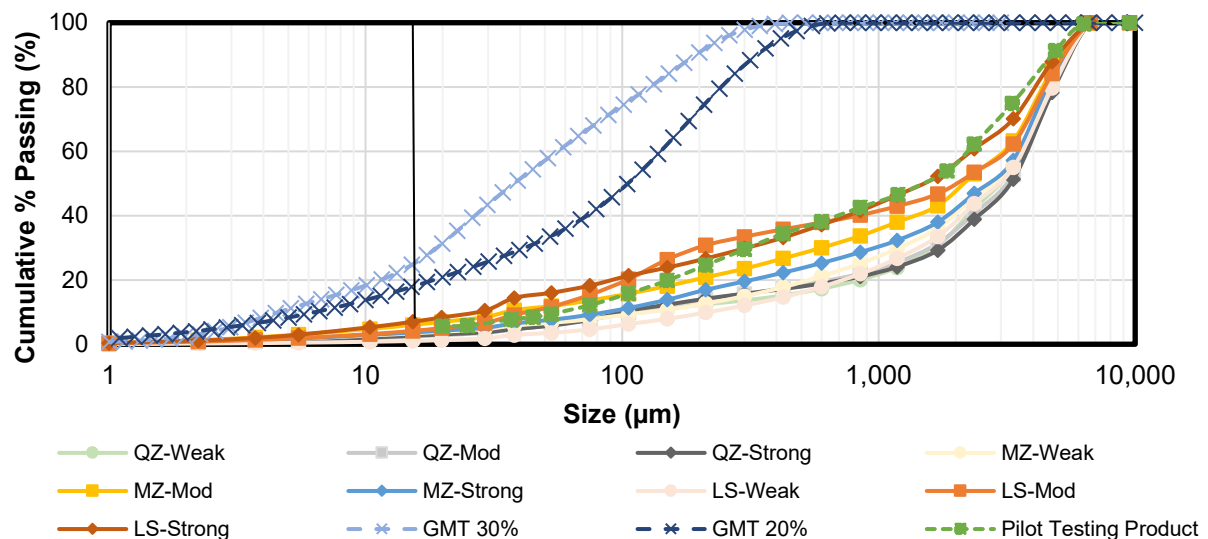 Cumulative % Passing (%)
100
80
60
40
20
0
1
10
100
1,000
10,000
Size (µm)
QZ-Weak
QZ-Mod
QZ-Strong
MZ-Weak
MZ-Mod
MZ-Strong
LS-Weak
LS-Mod
LS-Strong
GMT 30%
GMT 20%
Pilot Testing Product